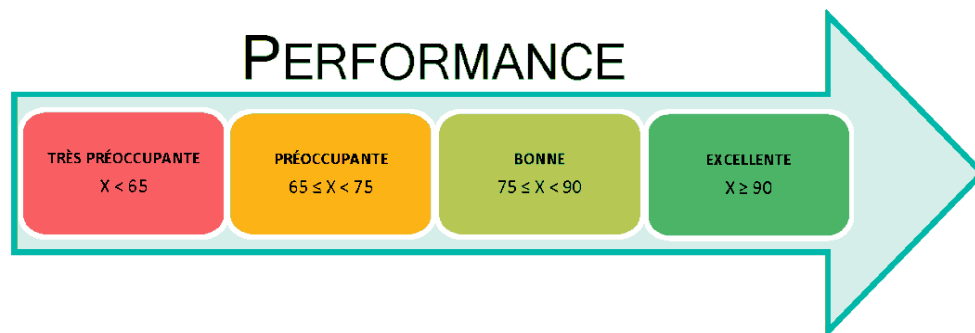 PERFORMANCE
TRÈS PRÉOCCUPANTE
X < 65
PRÉOCCUPANTE
65 ≤ X < 75
BONNE
75 ≤ X < 90
EXCELLENTE
X ≥ 90